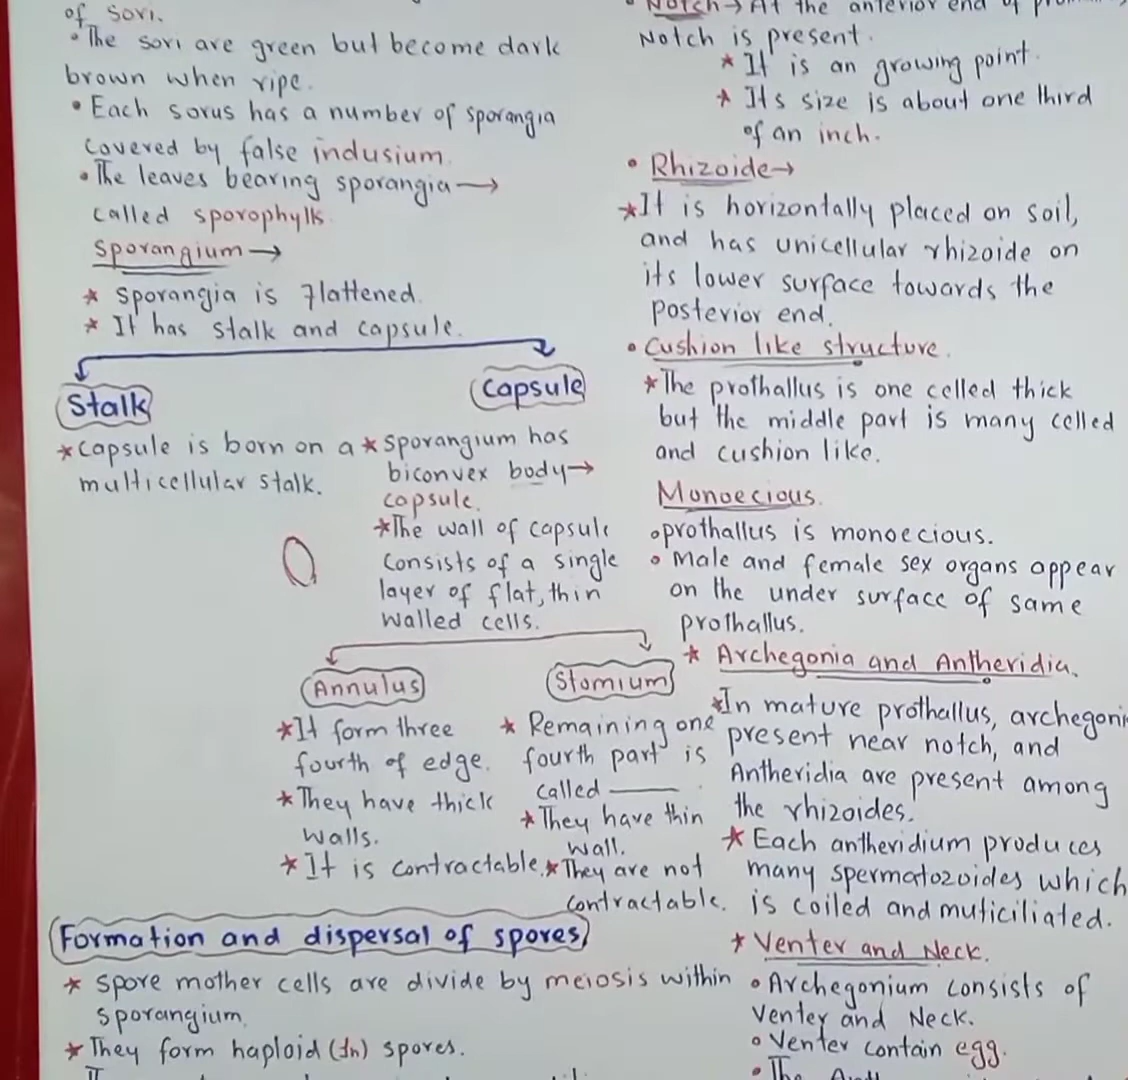 of sori.
• The sori are green but become dark
brown when ripe.
• Each sorus has a number of sporangia
covered by false indusium.
• The leaves bearing sporangia →
called sporophylls.
Sporangium →
* Sporangia is flattened.
* It has stalk and capsule.
Stalk
* Capsule is born on a
multicellular stalk.
Capsule
* Sporangium has
biconvex body →
capsule.
* The wall of capsule
consists of a single
layer of flat, thin
walled cells.
Annulus
* It form three
fourth of edge.
* They have thick
walls.
* It is contractable.
Stomium
* Remaining one
fourth part is
called ——.
* They have thin
wall.
* They are not
contractable.
Formation and dispersal of spores
* Spore mother cells are divide by meiosis within
sporangium.
* They form haploid (1n) spores.
• Notch → At the anterior end of
Notch is present.
* It is an growing point.
* Its size is about one third
of an inch.
• Rhizoide →
* It is horizontally placed on soil,
and has unicellular rhizoide on
its lower surface towards the
posterior end.
• Cushion like structure.
* The prothallus is one celled thick
but the middle part is many celled
and cushion like.
Monoecious.
• prothallus is monoecious.
• Male and female sex organs appear
on the under surface of same
prothallus.
* Archegonia and Antheridia.
* In mature prothallus, archegoni
present near notch, and
Antheridia are present among
the rhizoides.
* Each antheridium produces
many spermatozoides which
is coiled and muticiliated.
* Venter and Neck.
• Archegonium consists of
Venter and Neck.
• Venter contain egg.
• The